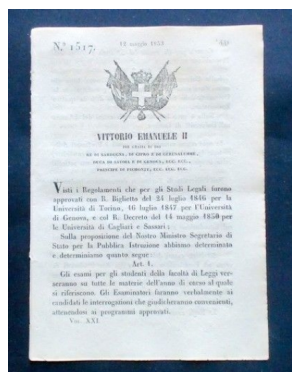 N.° 1517.
VITTORIO EMANUELE II
PER GRAZIA DI DIO
RE DI SARDEGNA, DI CIPRO E DI GERUSALEMME,
DUCA DI SAVOIA E DI GENOVA, ECC. ECC.,
PRINCIPE DI PIEMONTE, ECC. ECC. ECC.
Visti i Regolamenti che per gli Studi Legali furono
approvati con R. Biglietto del 24 luglio 1846 per la
Università di Torino, 16 luglio 1847 per l'Università
di Genova, e col R. Decreto del 14 maggio 1850 per
le Università di Cagliari e Sassari;
Sulla proposizione del Nostro Ministro Segretario di
Stato per la Pubblica Istruzione abbiamo determinato
e determiniamo quanto segue:
Art. 1.
Gli esami per gli studenti della facoltà di Leggi ver-
seranno su tutte le materie dell'anno di corso al quale
si riferiscono. Gli Esaminatori faranno verbalmente ai
candidati le interrogazioni che giudicheranno convenienti,
attenendosi ai programmi approvati.
Vol. XXI.